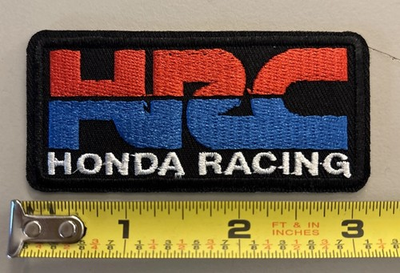 HRC
HONDA RACING
1 2 FT & IN INCHES 3